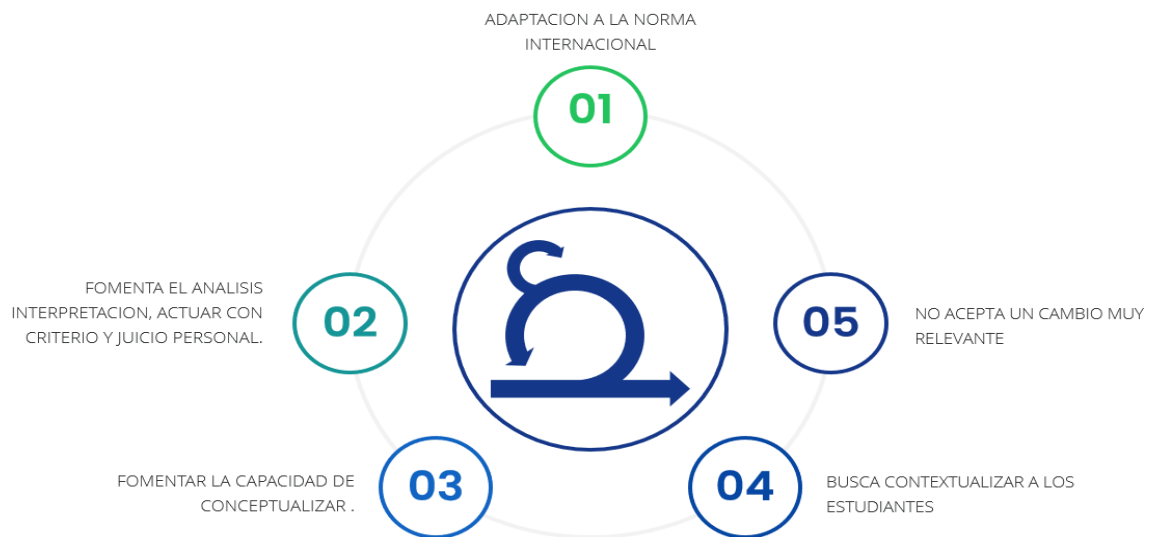 ADAPTACION A LA NORMA
INTERNACIONAL
01
FOMENTA EL ANALISIS
INTERPRETACION, ACTUAR CON
CRITERIO Y JUICIO PERSONAL.
02
FOMENTAR LA CAPACIDAD DE
CONCEPTUALIZAR .
03
04
BUSCA CONTEXTUALIZAR A LOS
ESTUDIANTES
05
NO ACEPTA UN CAMBIO MUY
RELEVANTE